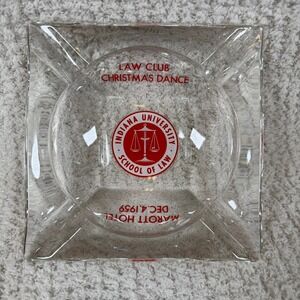 LAW CLUB
CHRISTMAS DANCE
INDIANA UNIVERSITY
SCHOOL OF LAW
MAROTT HOTEL
DEC. 4, 1959